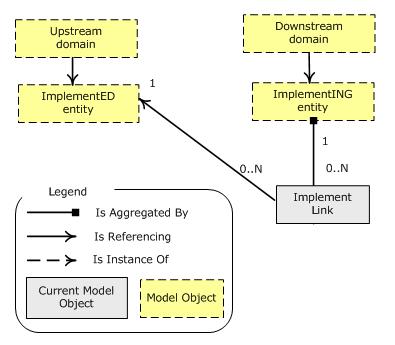 Upstream
domain
Downstream
domain
ImplementED
entity
1
ImplementING
entity
1
0..N
0..N
Implement
Link
Legend
Is Aggregated By
Is Referencing
Is Instance Of
Current Model
Object
Model Object